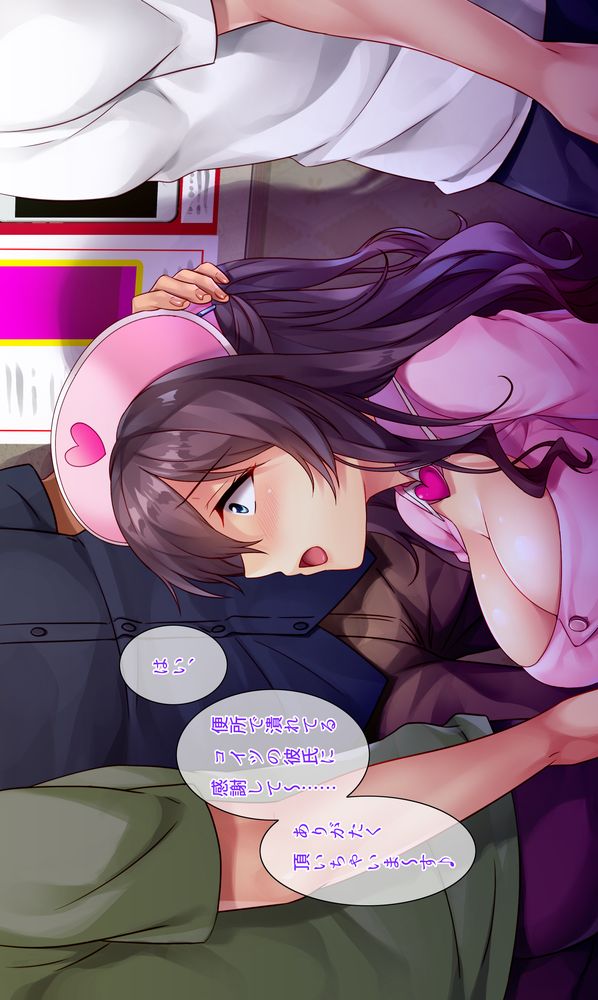 はい、
便所で潰れてる
コイツの彼氏に
感謝して～……
ありがたく
頂いちゃいま～す♪